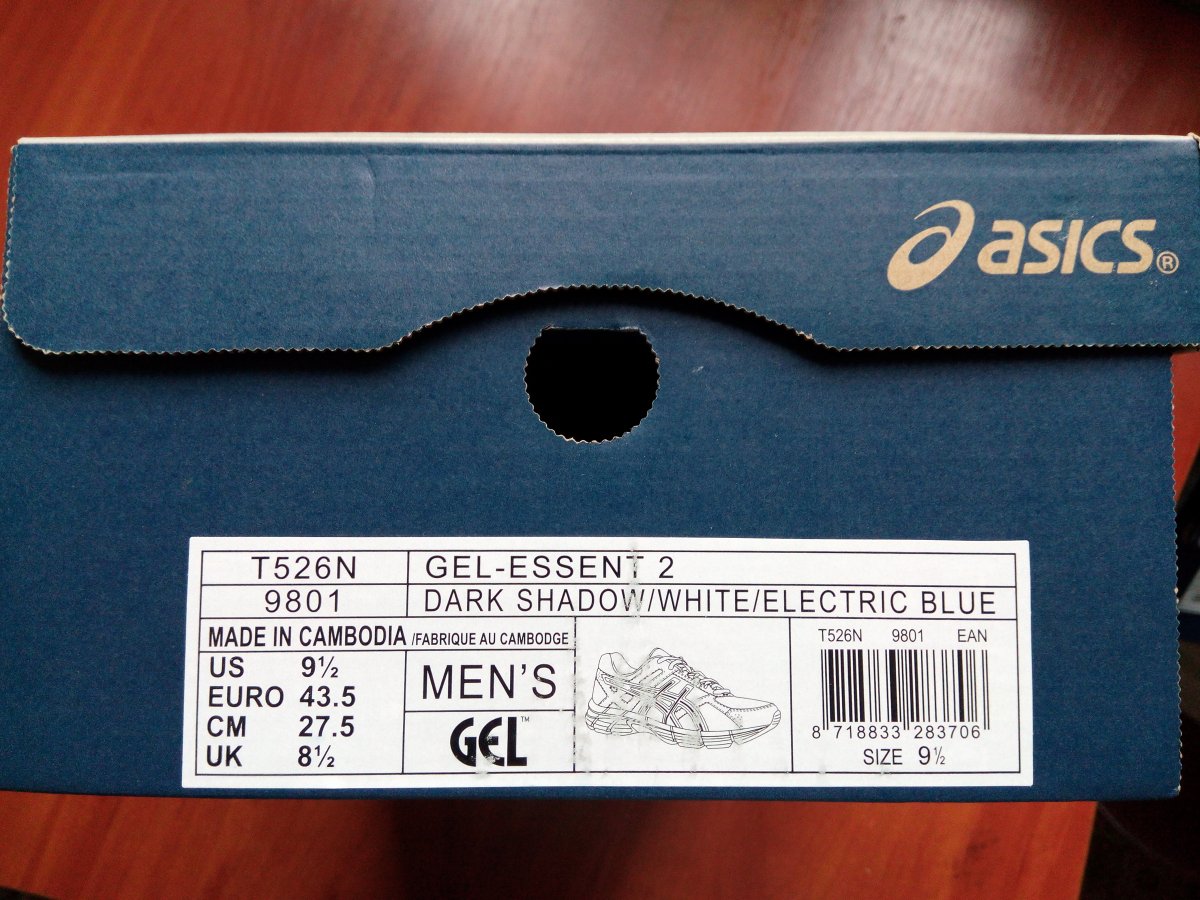 asics®
T526N GEL-ESSENT 2
9801 DARK SHADOW/WHITE/ELECTRIC BLUE
MADE IN CAMBODIA /FABRIQUE AU CAMBODGE
US 9½
EURO 43.5
CM 27.5
UK 8½
MEN'S
GEL™
T526N 9801 EAN
8 718833 283706
SIZE 9½